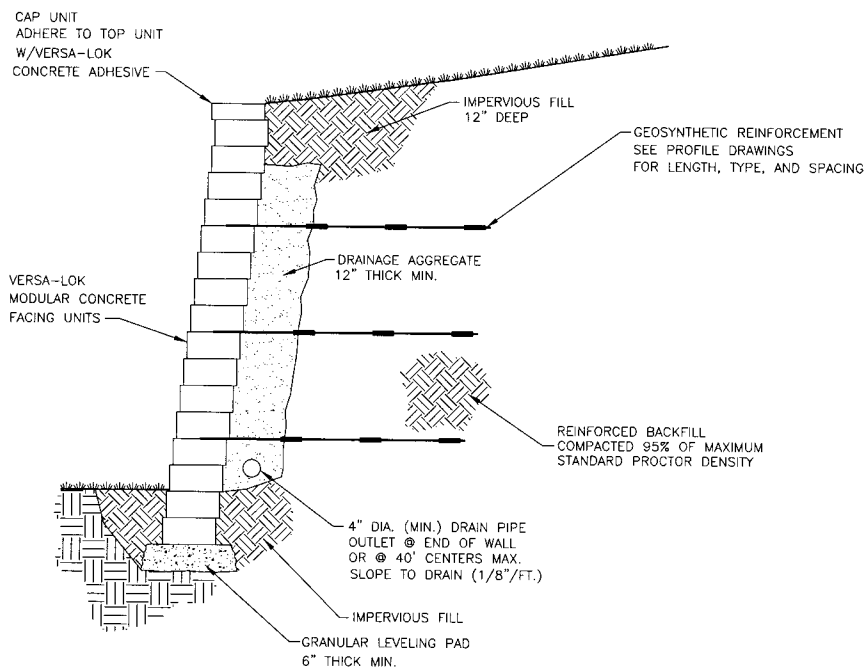 CAP UNIT
ADHERE TO TOP UNIT
W/VERSA-LOK
CONCRETE ADHESIVE
IMPERVIOUS FILL
12" DEEP
GEOSYNTHETIC REINFORCEMENT
SEE PROFILE DRAWINGS
FOR LENGTH, TYPE, AND SPACING
DRAINAGE AGGREGATE
12" THICK MIN.
VERSA-LOK
MODULAR CONCRETE
FACING UNITS
REINFORCED BACKFILL
COMPACTED 95% OF MAXIMUM
STANDARD PROCTOR DENSITY
4" DIA. (MIN.) DRAIN PIPE
OUTLET @ END OF WALL
OR @ 40' CENTERS MAX.
SLOPE TO DRAIN (1/8"/FT.)
IMPERVIOUS FILL
GRANULAR LEVELING PAD
6" THICK MIN.